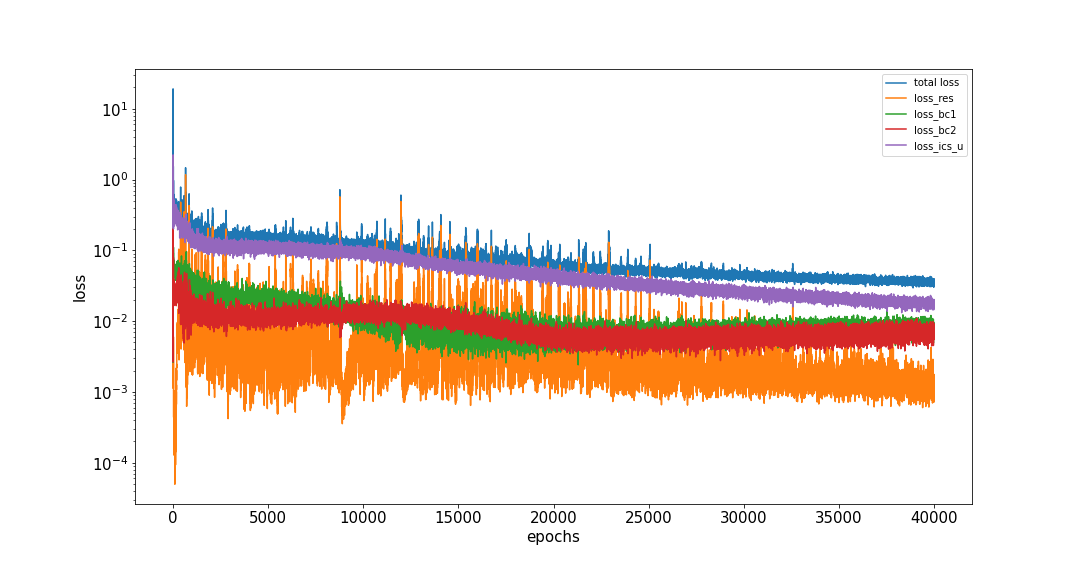 total loss
loss_res
loss_bc1
loss_bc2
loss_ics_u
10¹
10⁰
10⁻¹
10⁻²
10⁻³
10⁻⁴
loss
0 5000 10000 15000 20000 25000 30000 35000 40000
epochs